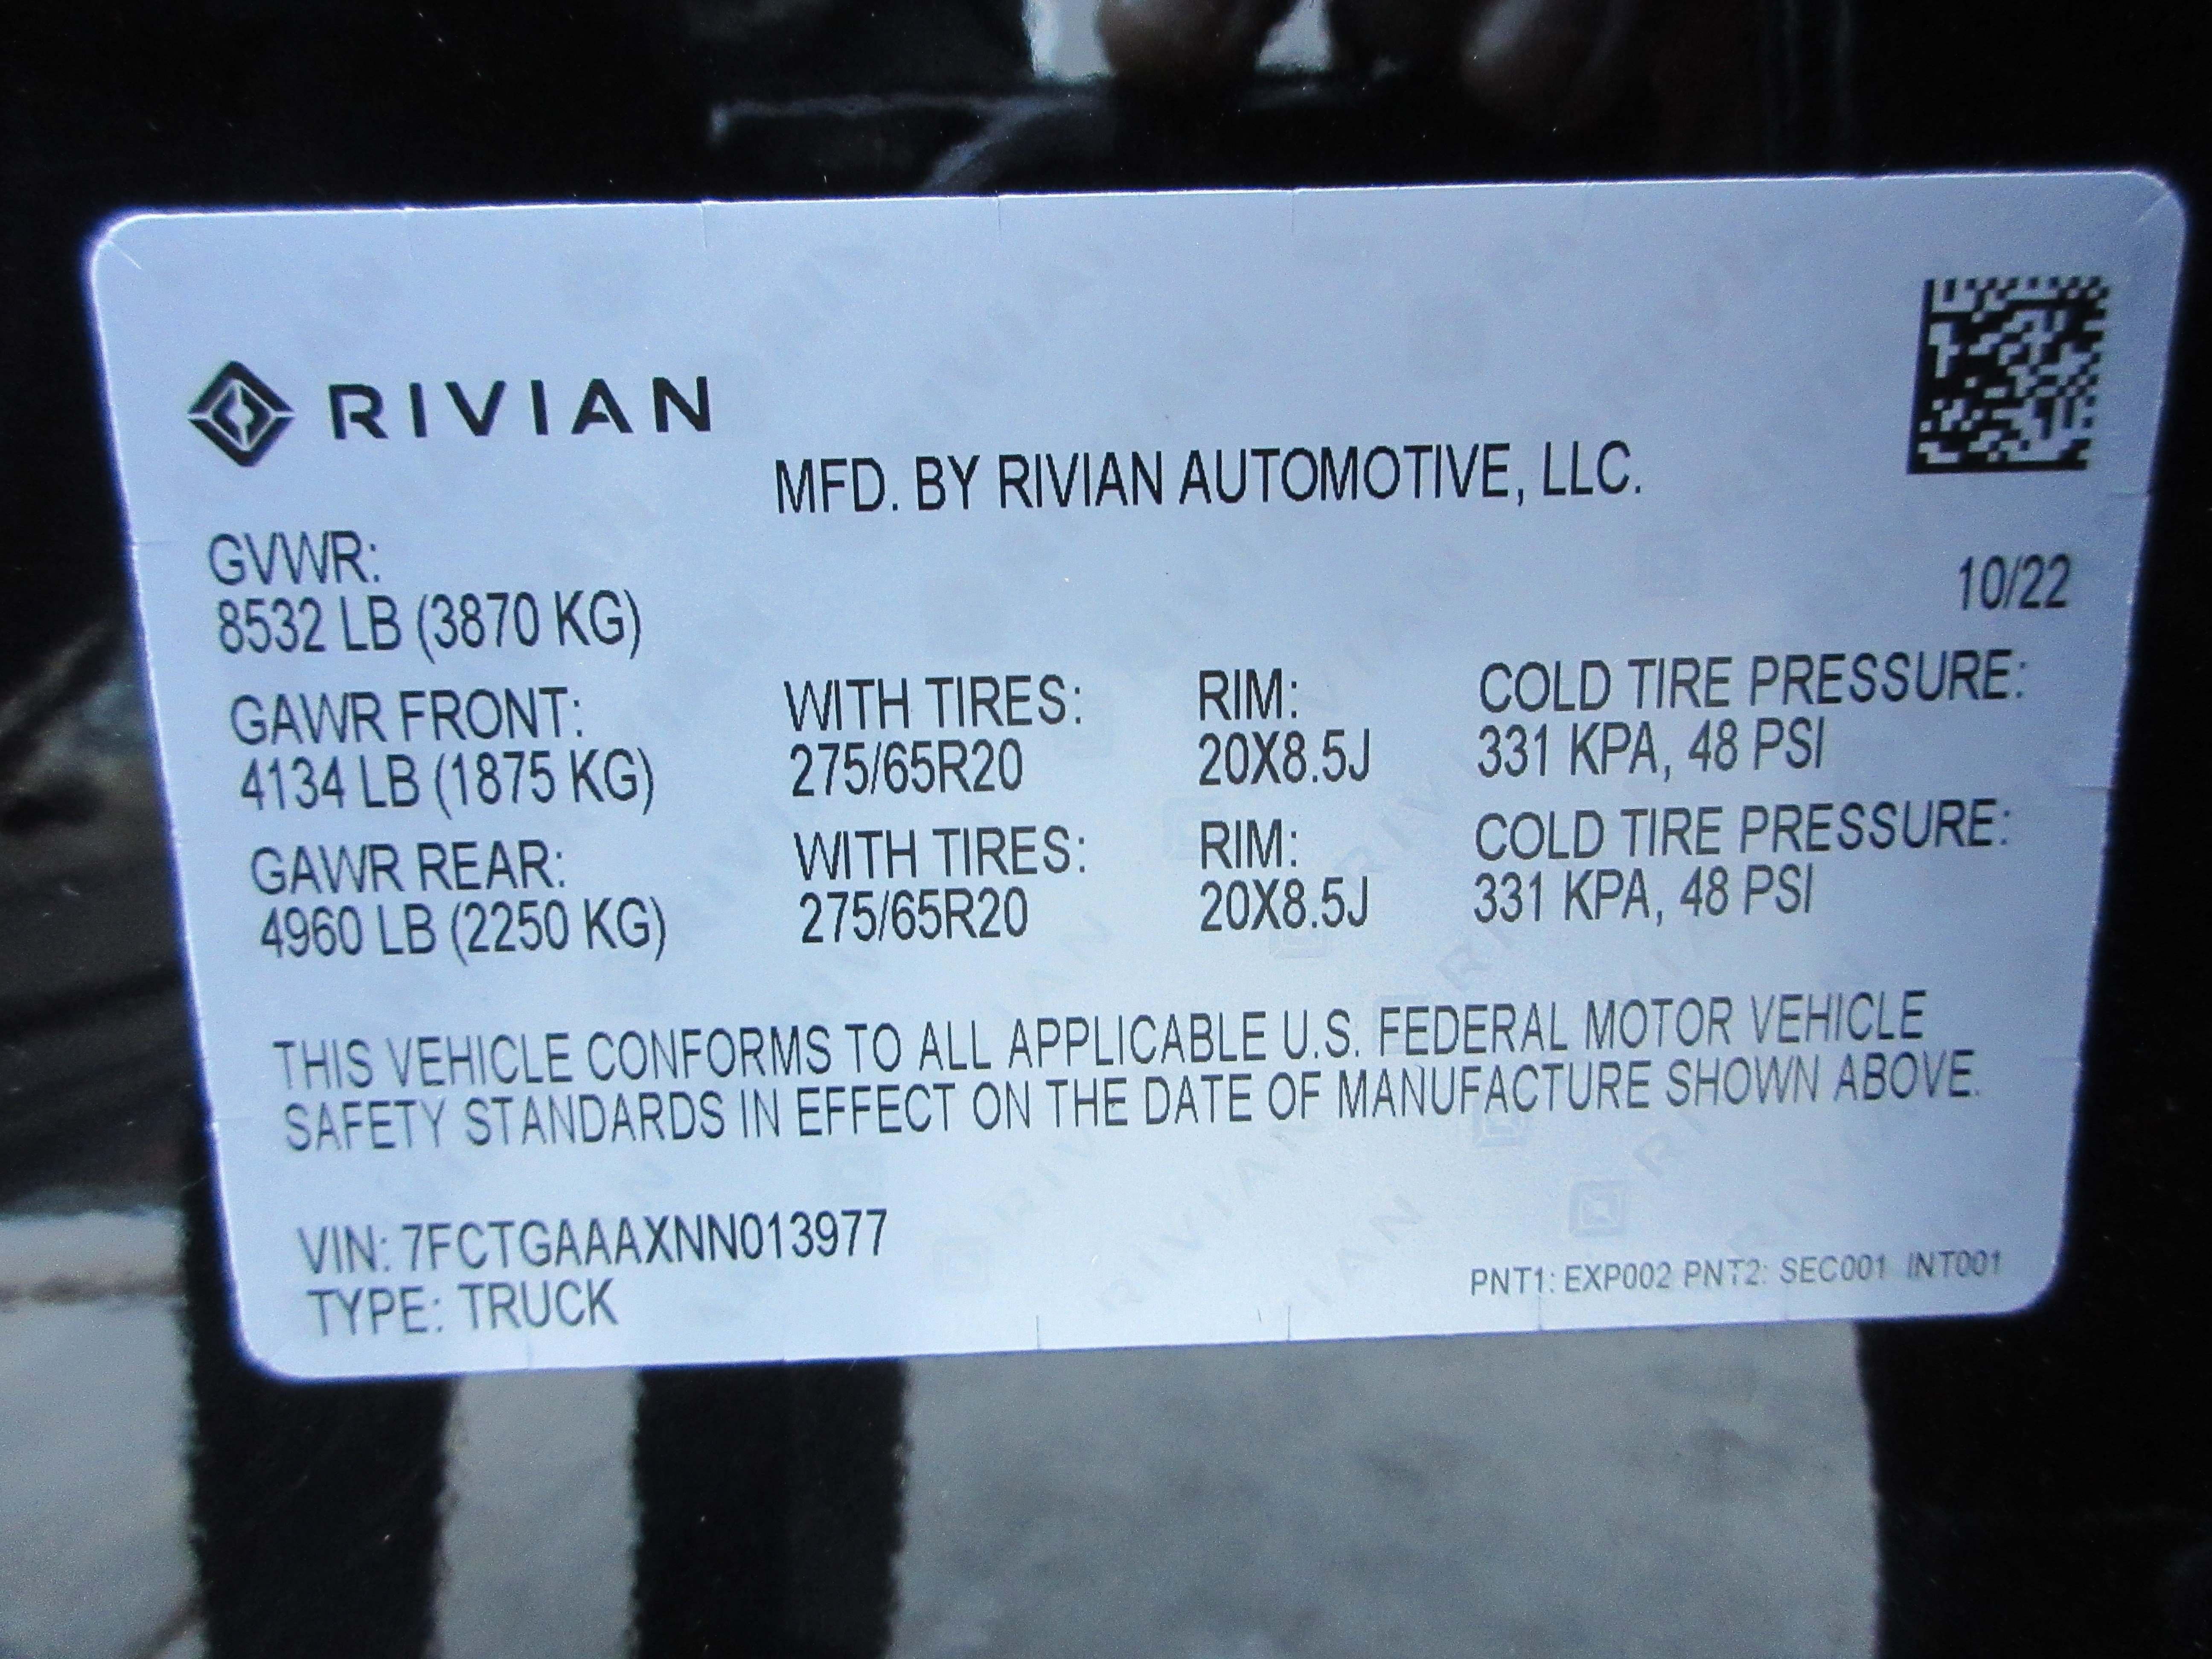 RIVIAN
MFD. BY RIVIAN AUTOMOTIVE, LLC.
GVWR:
8532 LB (3870 KG)
10/22
GAWR FRONT: WITH TIRES: RIM: COLD TIRE PRESSURE:
4134 LB (1875 KG) 275/65R20 20X8.5J 331 KPA, 48 PSI
GAWR REAR: WITH TIRES: RIM: COLD TIRE PRESSURE:
4960 LB (2250 KG) 275/65R20 20X8.5J 331 KPA, 48 PSI
THIS VEHICLE CONFORMS TO ALL APPLICABLE U.S. FEDERAL MOTOR VEHICLE
SAFETY STANDARDS IN EFFECT ON THE DATE OF MANUFACTURE SHOWN ABOVE.
VIN: 7FCTGAAAXNN013977
TYPE: TRUCK
PNT1: EXP002 PNT2: SEC001 INT001